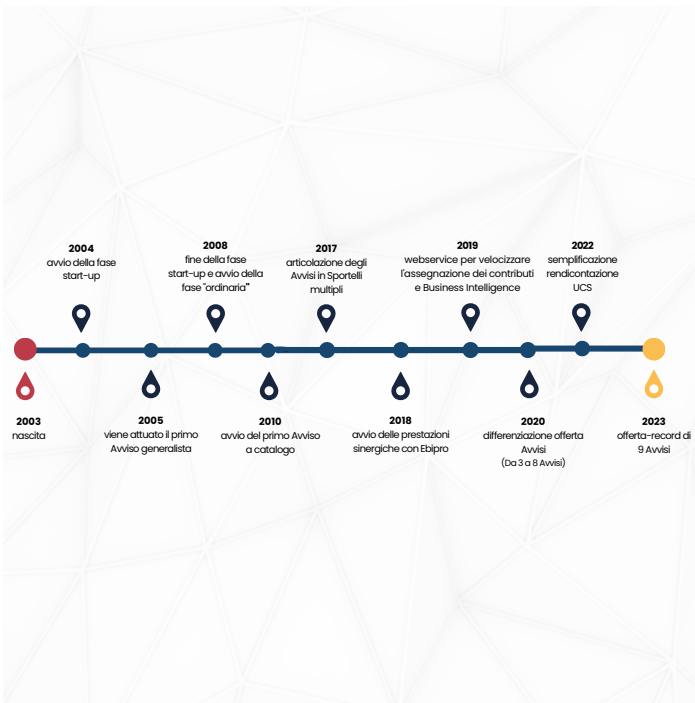 2004
avvio della fase
start-up
2008
fine della fase
start-up e avvio della
fase "ordinaria"
2017
articolazione degli
Avvisi in Sportelli
multipli
2019
webservice per velocizzare
l'assegnazione dei contributi
e Business Intelligence
2022
semplificazione
rendicontazione
UCS
2003
nascita
2005
viene attuato il primo
Avviso generalista
2010
avvio del primo Avviso
a catalogo
2018
avvio delle prestazioni
sinergiche con Ebipro
2020
differenziazione offerta
Avvisi
(Da 3 a 8 Avvisi)
2023
offerta-record di
9 Avvisi